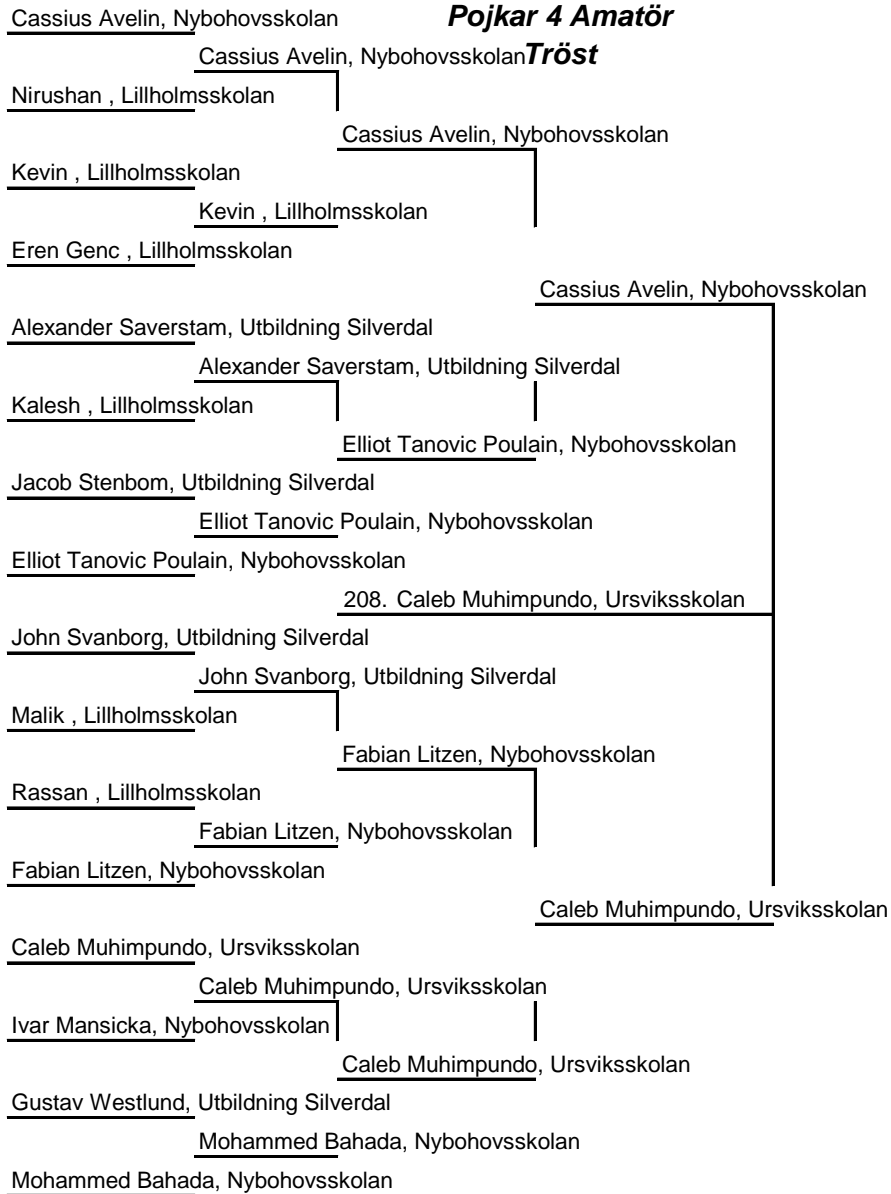 Cassius Avelin, Nybohovsskolan
Pojkar 4 Amatör
Cassius Avelin, Nybohovsskolan
Tröst
Nirushan , Lillholmsskolan
Cassius Avelin, Nybohovsskolan
Kevin , Lillholmsskolan
Kevin , Lillholmsskolan
Eren Genc , Lillholmsskolan
Cassius Avelin, Nybohovsskolan
Alexander Saverstam, Utbildning Silverdal
Alexander Saverstam, Utbildning Silverdal
Kalesh , Lillholmsskolan
Elliot Tanovic Poulain, Nybohovsskolan
Jacob Stenbom, Utbildning Silverdal
Elliot Tanovic Poulain, Nybohovsskolan
Elliot Tanovic Poulain, Nybohovsskolan
208. Caleb Muhimpundo, Ursviksskolan
John Svanborg, Utbildning Silverdal
John Svanborg, Utbildning Silverdal
Malik , Lillholmsskolan
Fabian Litzen, Nybohovsskolan
Rassan , Lillholmsskolan
Fabian Litzen, Nybohovsskolan
Fabian Litzen, Nybohovsskolan
Caleb Muhimpundo, Ursviksskolan
Caleb Muhimpundo, Ursviksskolan
Caleb Muhimpundo, Ursviksskolan
Ivar Mansicka, Nybohovsskolan
Caleb Muhimpundo, Ursviksskolan
Gustav Westlund, Utbildning Silverdal
Mohammed Bahada, Nybohovsskolan
Mohammed Bahada, Nybohovsskolan